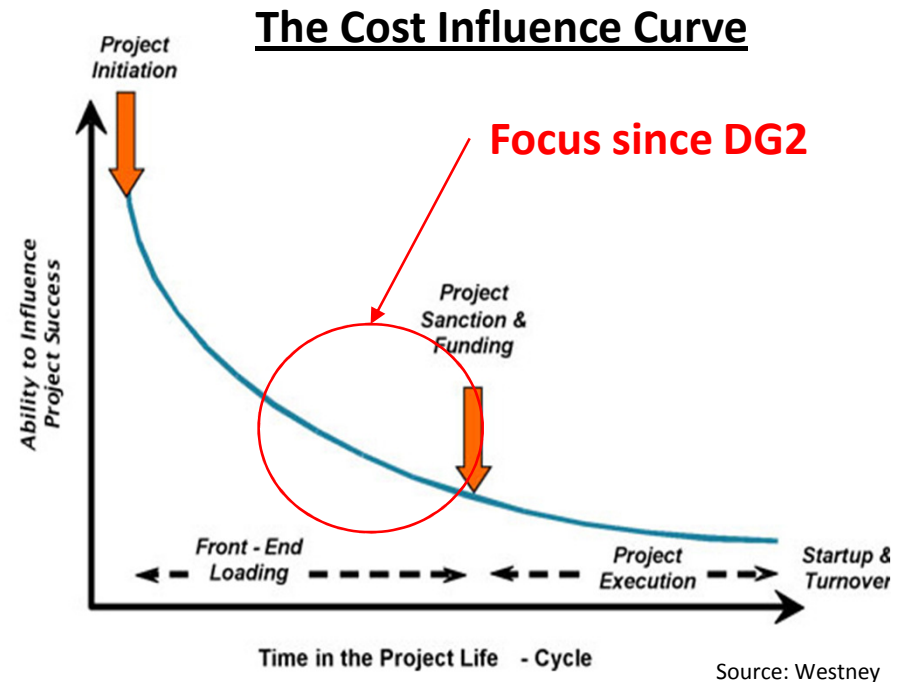 The Cost Influence Curve
Project
Initiation
Focus since DG2
Ability to Influence
Project Success
Project
Sanction &
Funding
Front - End
Loading
Project
Execution
Startup &
Turnover
Time in the Project Life - Cycle
Source: Westney